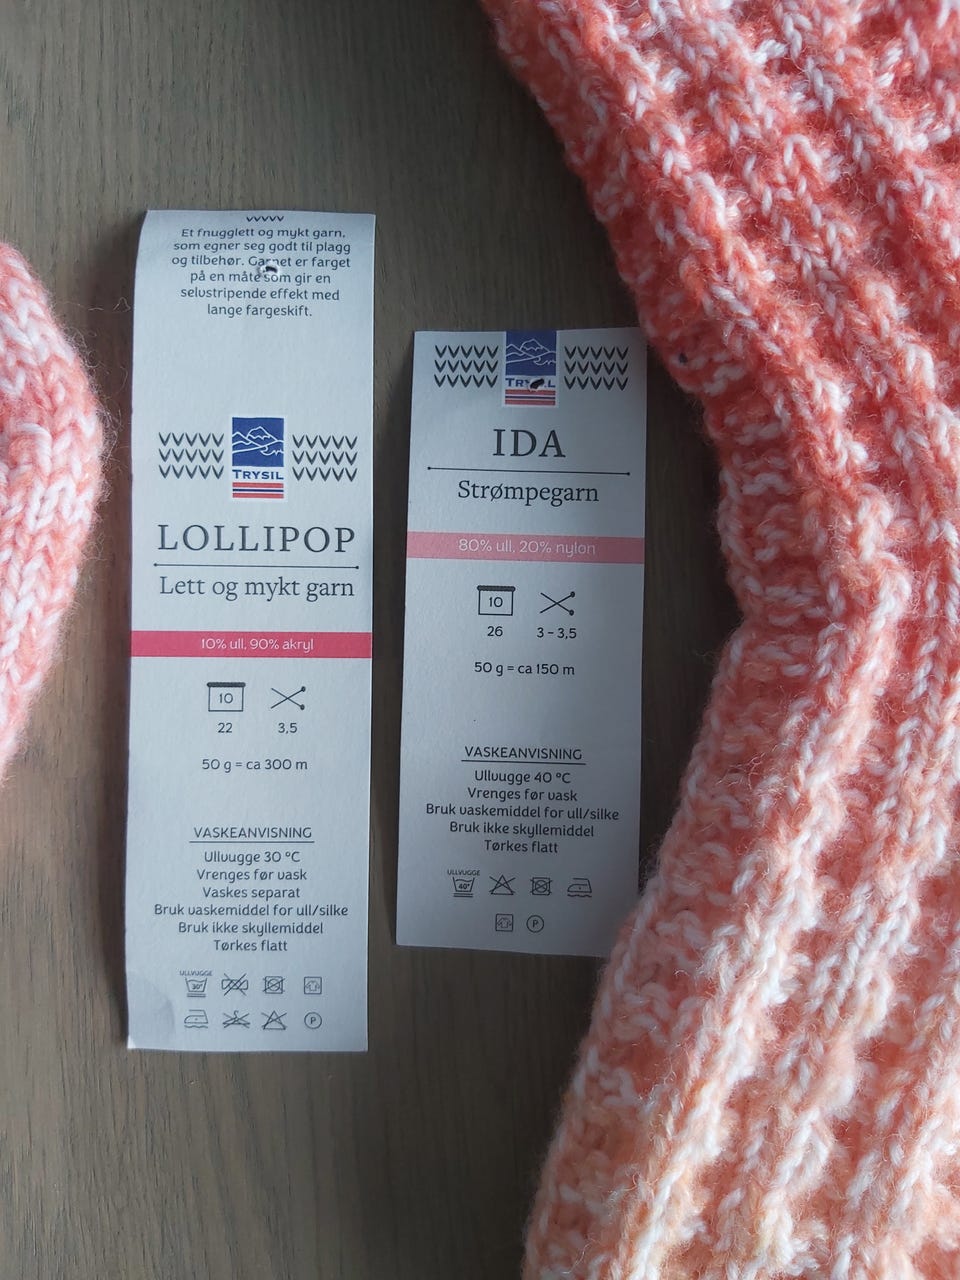 Et fnugglett og mykt garn,
som egner seg godt til plagg
og tilbehør. Garnet er farget
på en måte som gir en
selustripende effekt med
lange fargeskift.
TRYSIL
LOLLIPOP
Lett og mykt garn
10% ull, 90% akryl
10
22
3,5
50 g = ca 300 m
VASKEANVISNING
Ullvugge 30 °C
Vrenges før vask
Vaskes separat
Bruk vaskemiddel for ull/silke
Bruk ikke skyllemiddel
Tørkes flatt
ULLVUGGE
30°
P
TRYSIL
IDA
Strømpegarn
80% ull, 20% nylon
10
26
3 - 3,5
50 g = ca 150 m
VASKEANVISNING
Ullvugge 40 °C
Vrenges før vask
Bruk vaskemiddel for ull/silke
Bruk ikke skyllemiddel
Tørkes flatt
ULLVUGGE
40°
P